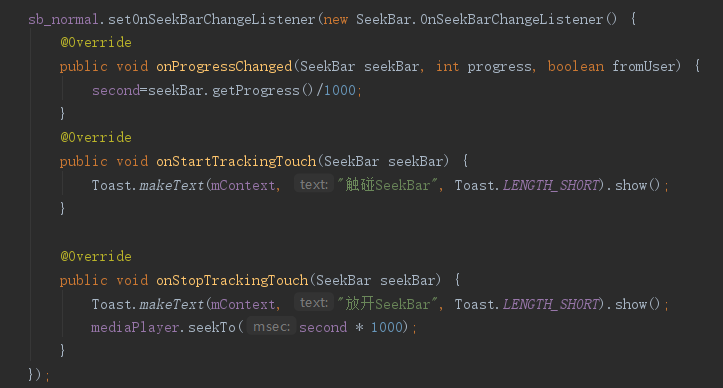 sb_normal.setOnSeekBarChangeListener(new SeekBar.OnSeekBarChangeListener() {
@Override
public void onProgressChanged(SeekBar seekBar, int progress, boolean fromUser) {
second=seekBar.getProgress()/1000;
}
@Override
public void onStartTrackingTouch(SeekBar seekBar) {
Toast.makeText(mContext, text: "触碰SeekBar", Toast.LENGTH_SHORT).show();
}
@Override
public void onStopTrackingTouch(SeekBar seekBar) {
Toast.makeText(mContext, text: "放开SeekBar", Toast.LENGTH_SHORT).show();
mediaPlayer.seekTo( msec: second * 1000);
}
});